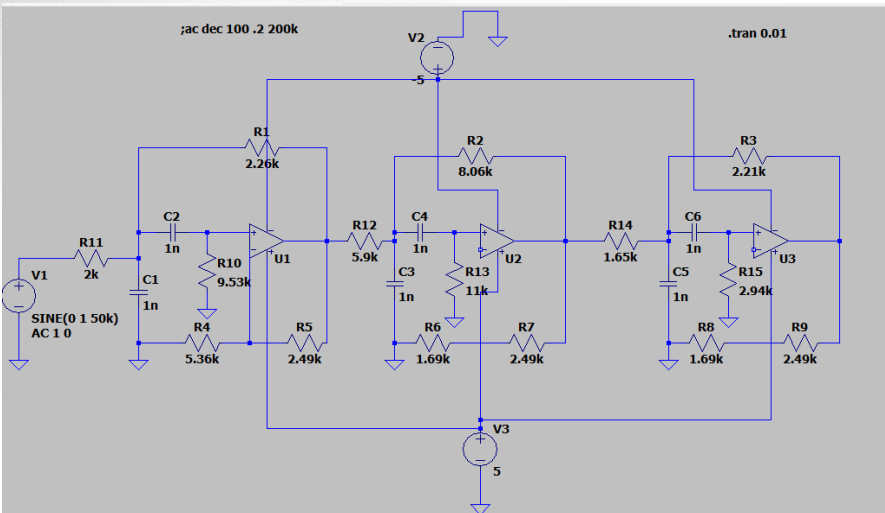 ;ac dec 100 .2 200k
.tran 0.01
V2
-5
R1
2.26k
R2
8.06k
R3
2.21k
C2
1n
R10
9.53k
U1
R12
5.9k
C4
1n
R13
11k
U2
R14
1.65k
C6
1n
R15
2.94k
U3
R11
2k
C1
1n
C3
1n
C5
1n
V1
SINE(0 1 50k)
AC 1 0
R4
5.36k
R5
2.49k
R6
1.69k
R7
2.49k
R8
1.69k
R9
2.49k
V3
5